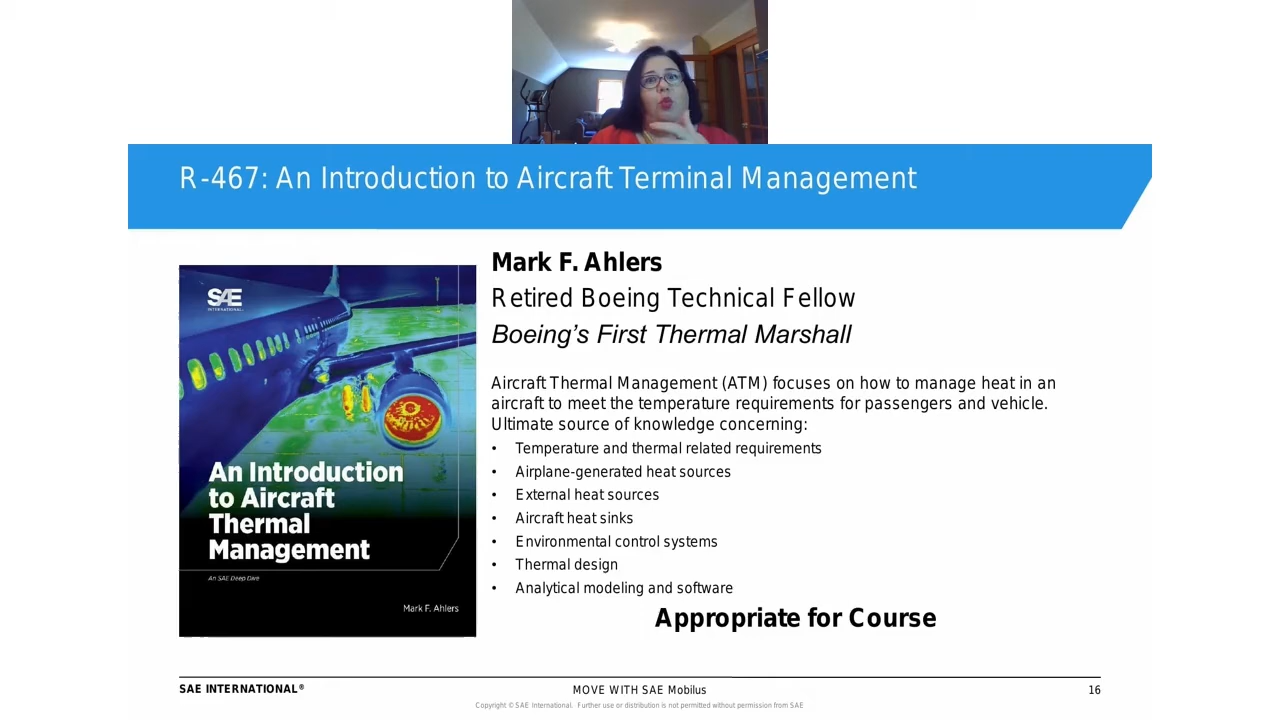 R-467: An Introduction to Aircraft Terminal Management
Mark F. Ahlers
Retired Boeing Technical Fellow
Boeing's First Thermal Marshall
Aircraft Thermal Management (ATM) focuses on how to manage heat in an
aircraft to meet the temperature requirements for passengers and vehicle.
Ultimate source of knowledge concerning:
• Temperature and thermal related requirements
• Airplane-generated heat sources
• External heat sources
• Aircraft heat sinks
• Environmental control systems
• Thermal design
• Analytical modeling and software
Appropriate for Course
SAE
INTERNATIONAL
An Introduction
to Aircraft
Thermal
Management
An SAE Deep Dive
Mark F. Ahlers
SAE INTERNATIONAL®
MOVE WITH SAE Mobilus
16
Copyright © SAE International. Further use or distribution is not permitted without permission from SAE